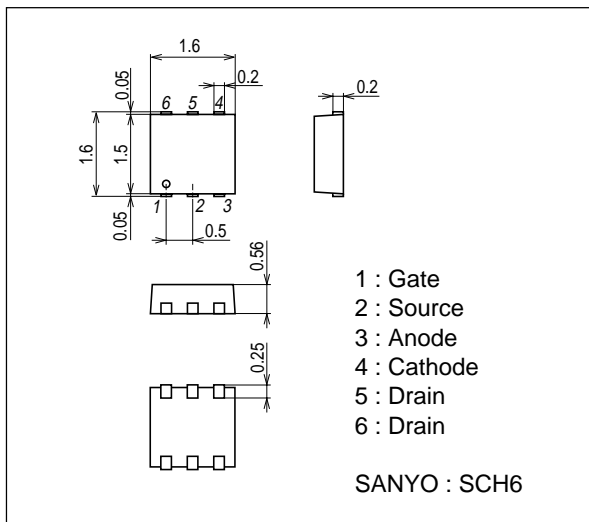 1.6
0.05
0.2
6 5 4
0.2
1.6
1.5
1 2 3
0.05
0.5
0.56
1 : Gate
2 : Source
3 : Anode
0.25
4 : Cathode
5 : Drain
6 : Drain
SANYO : SCH6